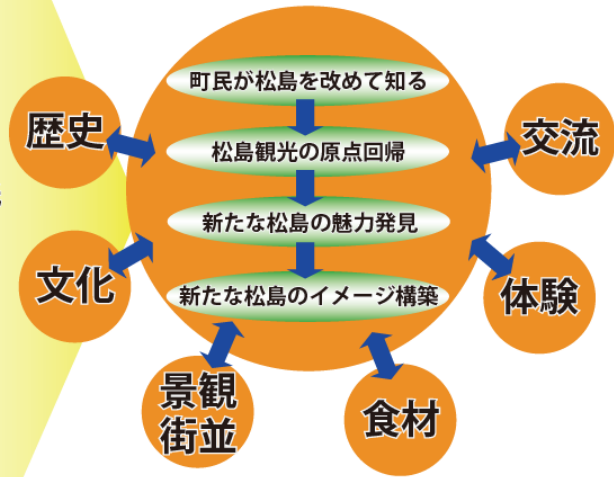 町民が松島を改めて知る
松島観光の原点回帰
新たな松島の魅力発見
新たな松島のイメージ構築
歴史
文化
景観
街並
食材
体験
交流